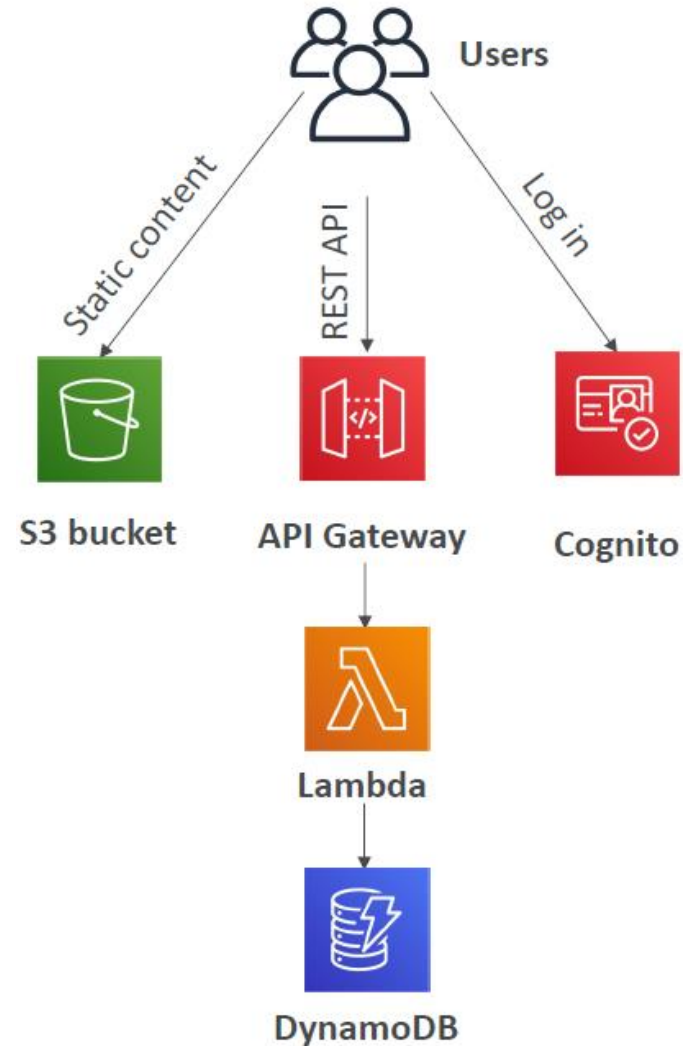 Users
Static content
REST API
Log in
S3 bucket
API Gateway
Cognito
Lambda
DynamoDB